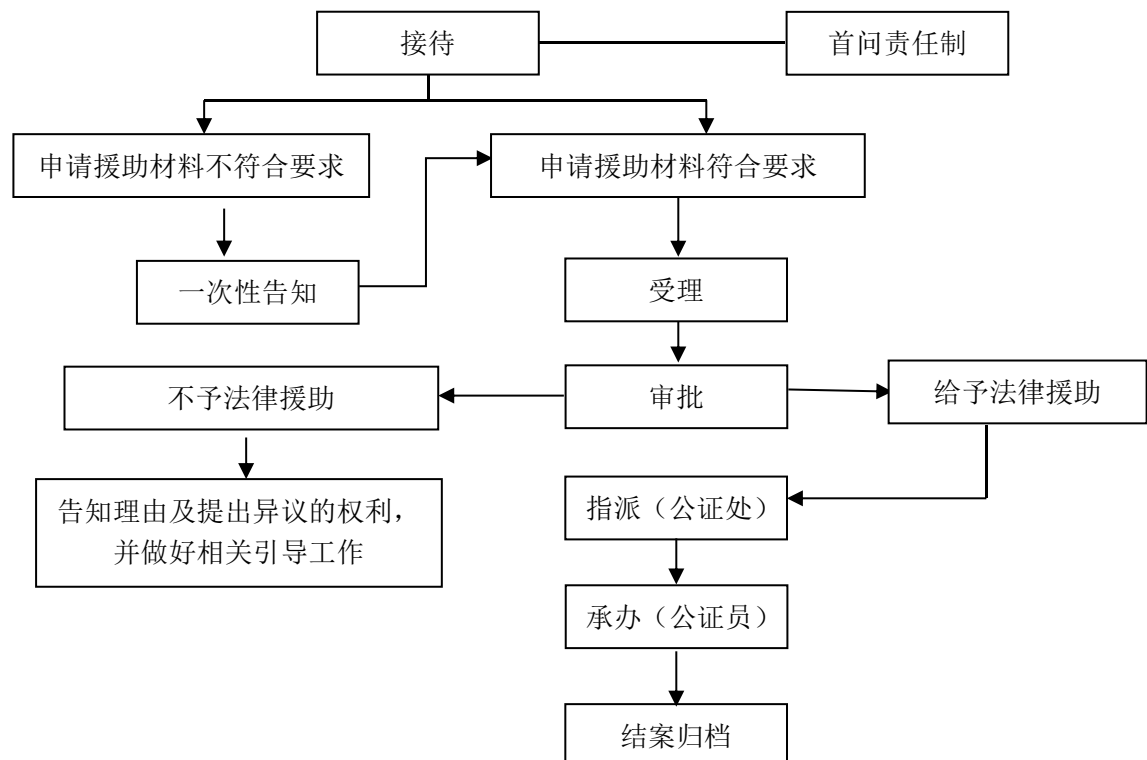 接待
首问责任制
申请援助材料不符合要求
申请援助材料符合要求
一次性告知
受理
不予法律援助
审批
给予法律援助
告知理由及提出异议的权利，
并做好相关引导工作
指派（公证处）
承办（公证员）
结案归档